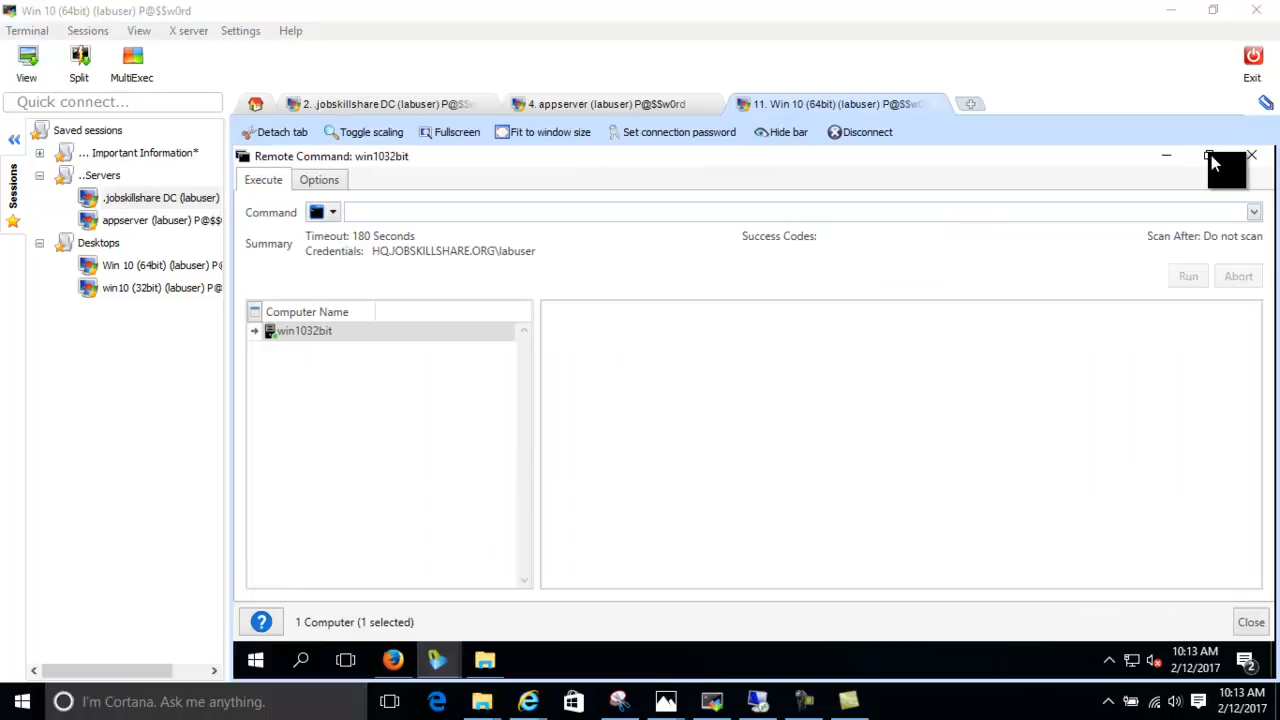 Win 10 (64bit) (labuser) P@$$w0rd
Terminal Sessions View X server Settings Help
View Split MultiExec Exit
Quick connect...
2. .jobskillshare DC (labuser) P@$$
4. appserver (labuser) P@$$w0rd
11. Win 10 (64bit) (labuser) P@$$w
Detach tab Toggle scaling Fullscreen Fit to window size Set connection password Hide bar Disconnect
Sessions
Saved sessions
... Important Information*
..Servers
.jobskillshare DC (labuser)
appserver (labuser) P@$$
Desktops
Win 10 (64bit) (labuser) P@
win10 (32bit) (labuser) P@
Remote Command: win1032bit
Execute Options
Command
Summary
Timeout: 180 Seconds
Credentials: HQ.JOBSKILLSHARE.ORG\labuser
Success Codes:
Scan After: Do not scan
Run Abort
Computer Name
win1032bit
1 Computer (1 selected)
Close
10:13 AM
2/12/2017
2
I'm Cortana. Ask me anything.
10:13 AM
2/12/2017